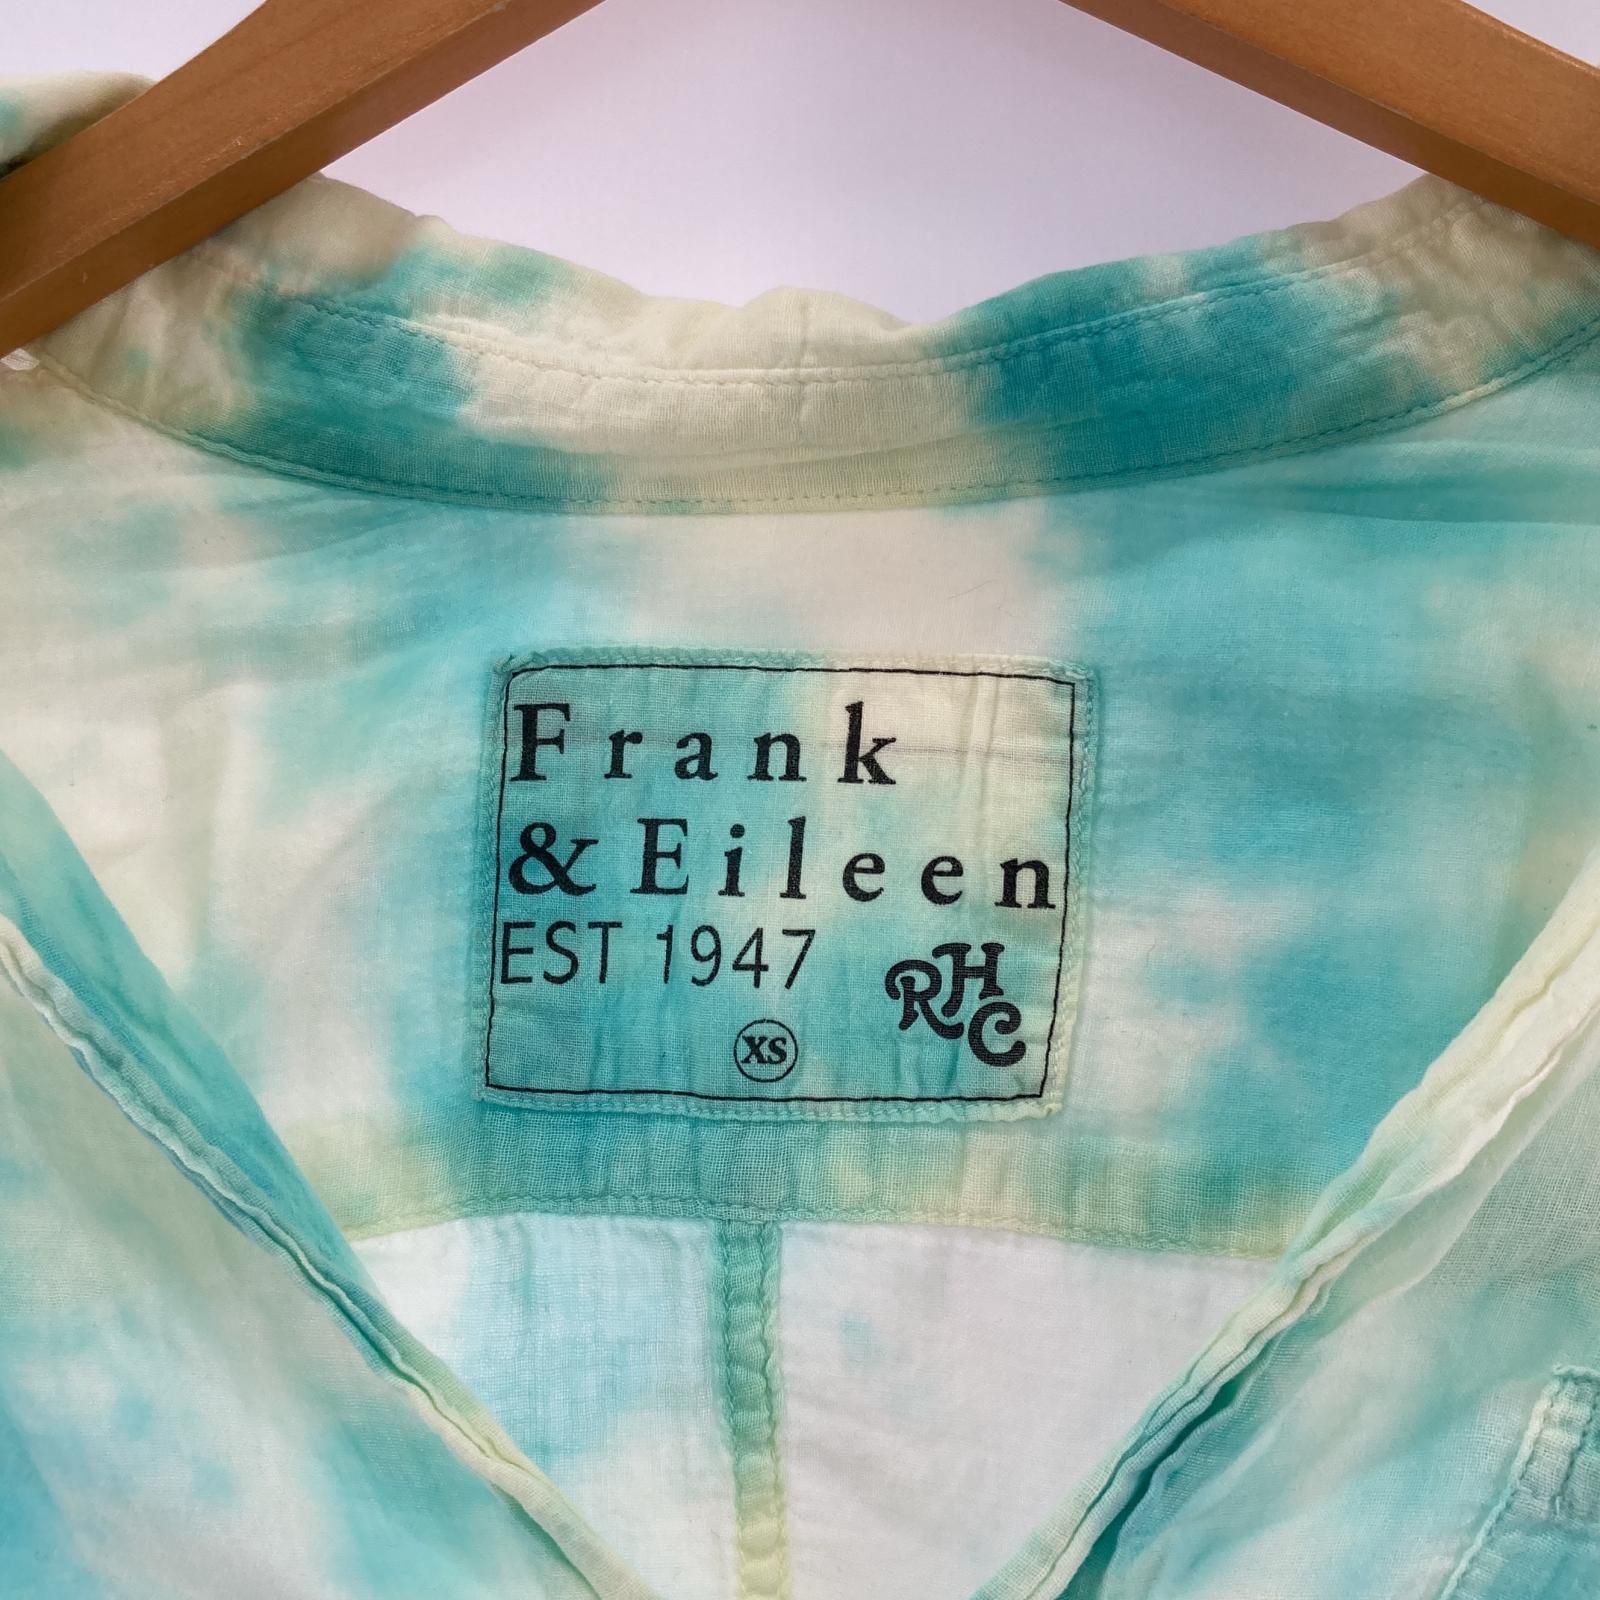 Frank
& Eileen
EST 1947
RHC
XS